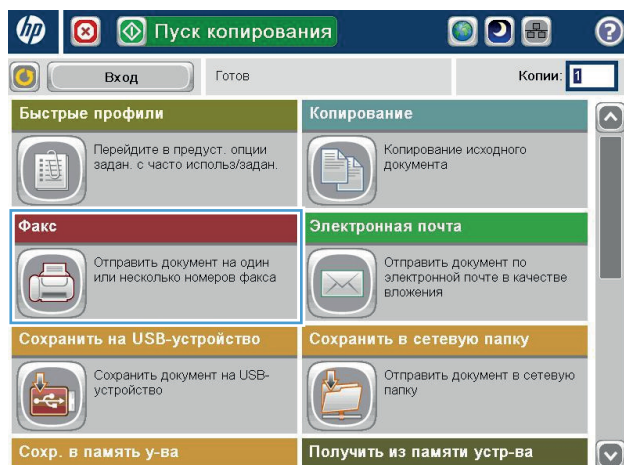 hp
Пуск копирования
?
Вход
Готов
Копии: 1
Быстрые профили
Перейдите в предуст. опции
задан. с часто использ/задан.
Копирование
Копирование исходного
документа
Факс
Отправить документ на один
или несколько номеров факса
Электронная почта
Отправить документ по
электронной почте в качестве
вложения
Сохранить на USB-устройство
Сохранить документ на USB-
устройство
Сохранить в сетевую папку
Отправить документ в сетевую
папку
Сохр. в память у-ва
Получить из памяти устр-ва